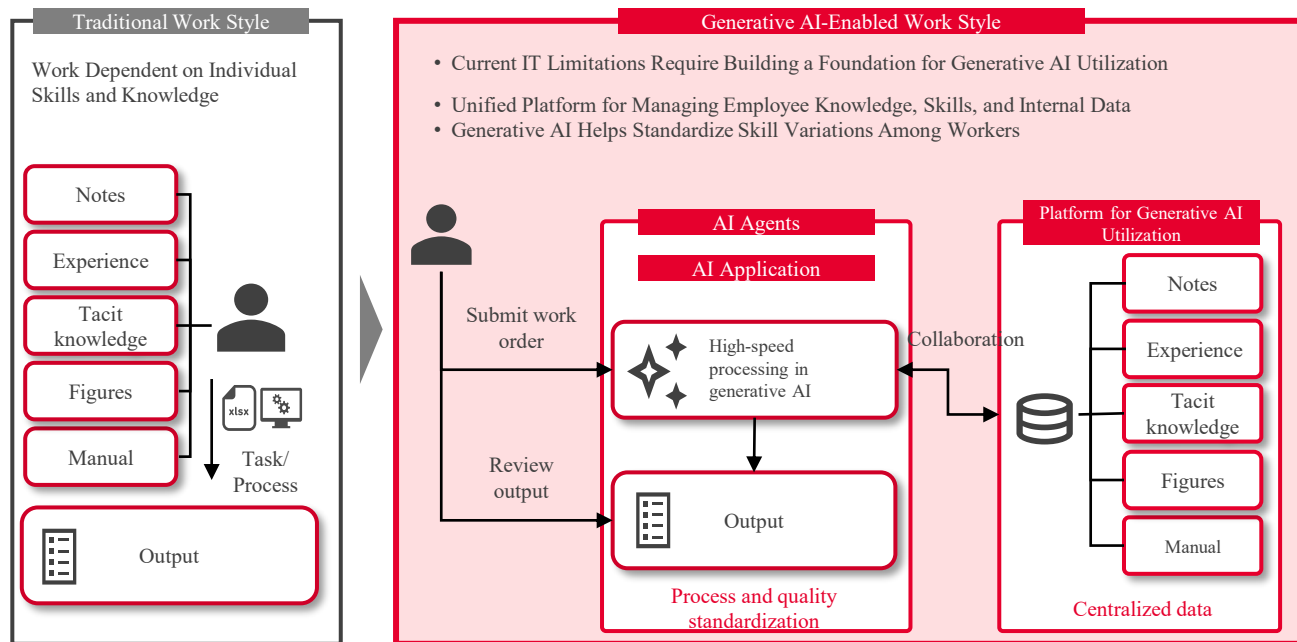 Traditional Work Style
Work Dependent on Individual
Skills and Knowledge
Notes
Experience
Tacit
knowledge
Figures
Manual
xlsx
Task/
Process
Output
Generative AI-Enabled Work Style
• Current IT Limitations Require Building a Foundation for Generative AI Utilization
• Unified Platform for Managing Employee Knowledge, Skills, and Internal Data
• Generative AI Helps Standardize Skill Variations Among Workers
Submit work
order
Review
output
AI Agents
AI Application
High-speed
processing in
generative AI
Output
Process and quality
standardization
Collaboration
Platform for Generative AI
Utilization
Notes
Experience
Tacit
knowledge
Figures
Manual
Centralized data